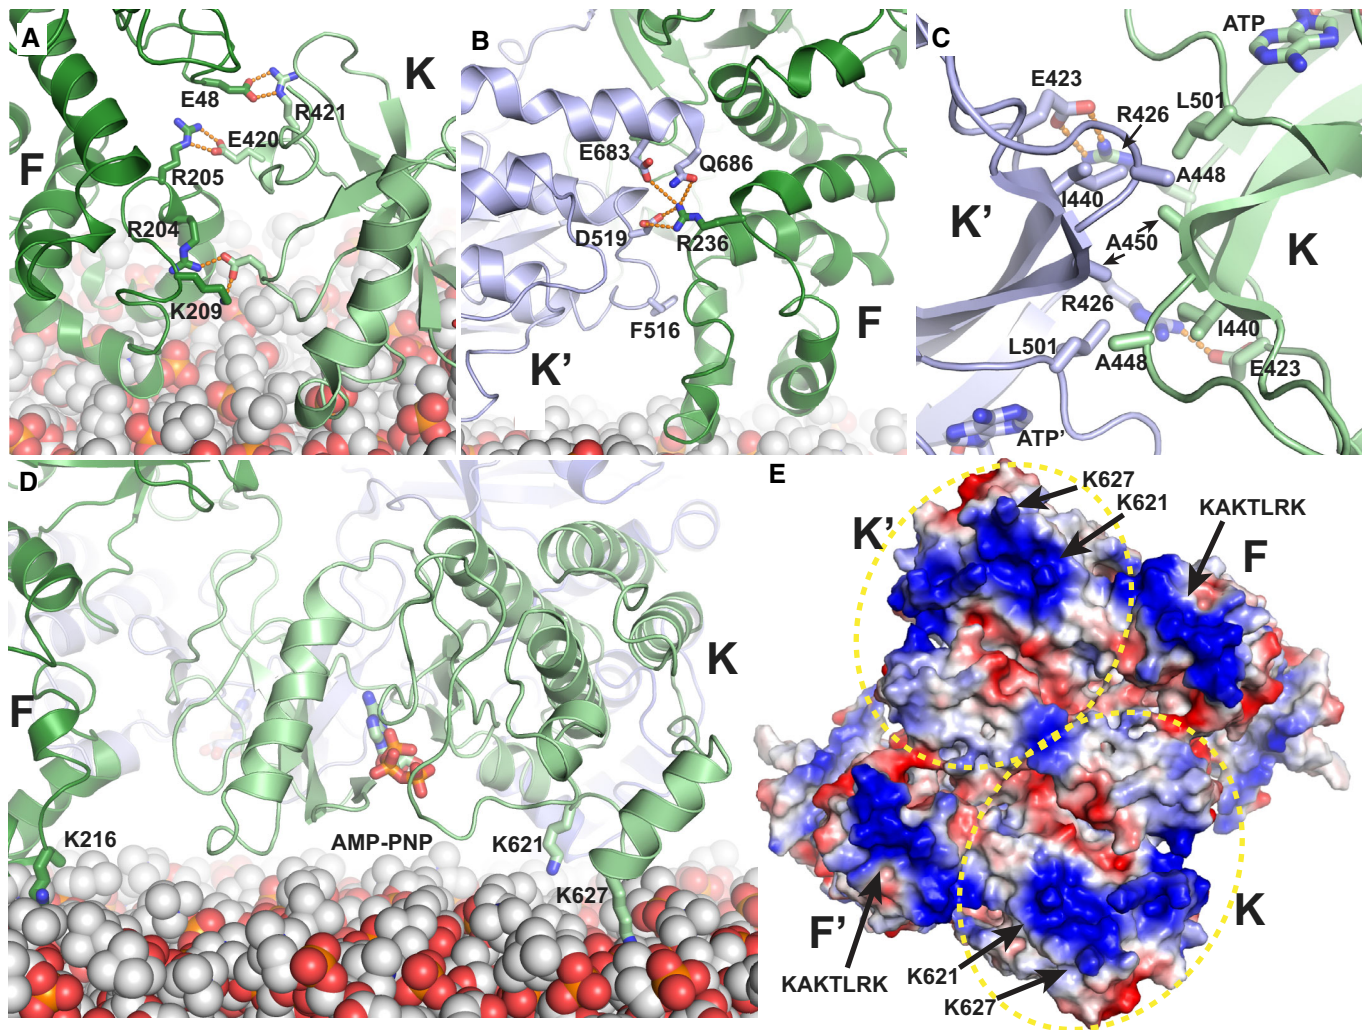 A
K
E48
R421
E420
F
R205
R204
K209
B
E683
Q686
D519
R236
F516
F
K'
C
ATP
E423
L501
R426
A448
I440
K'
A450
K
R426
I440
L501
A448
E423
ATP'
D
K
F
K216
AMP-PNP
K621
K627
E
K627
K621
K'
KAKTLRK
F
F'
K
K621
KAKTLRK
K627